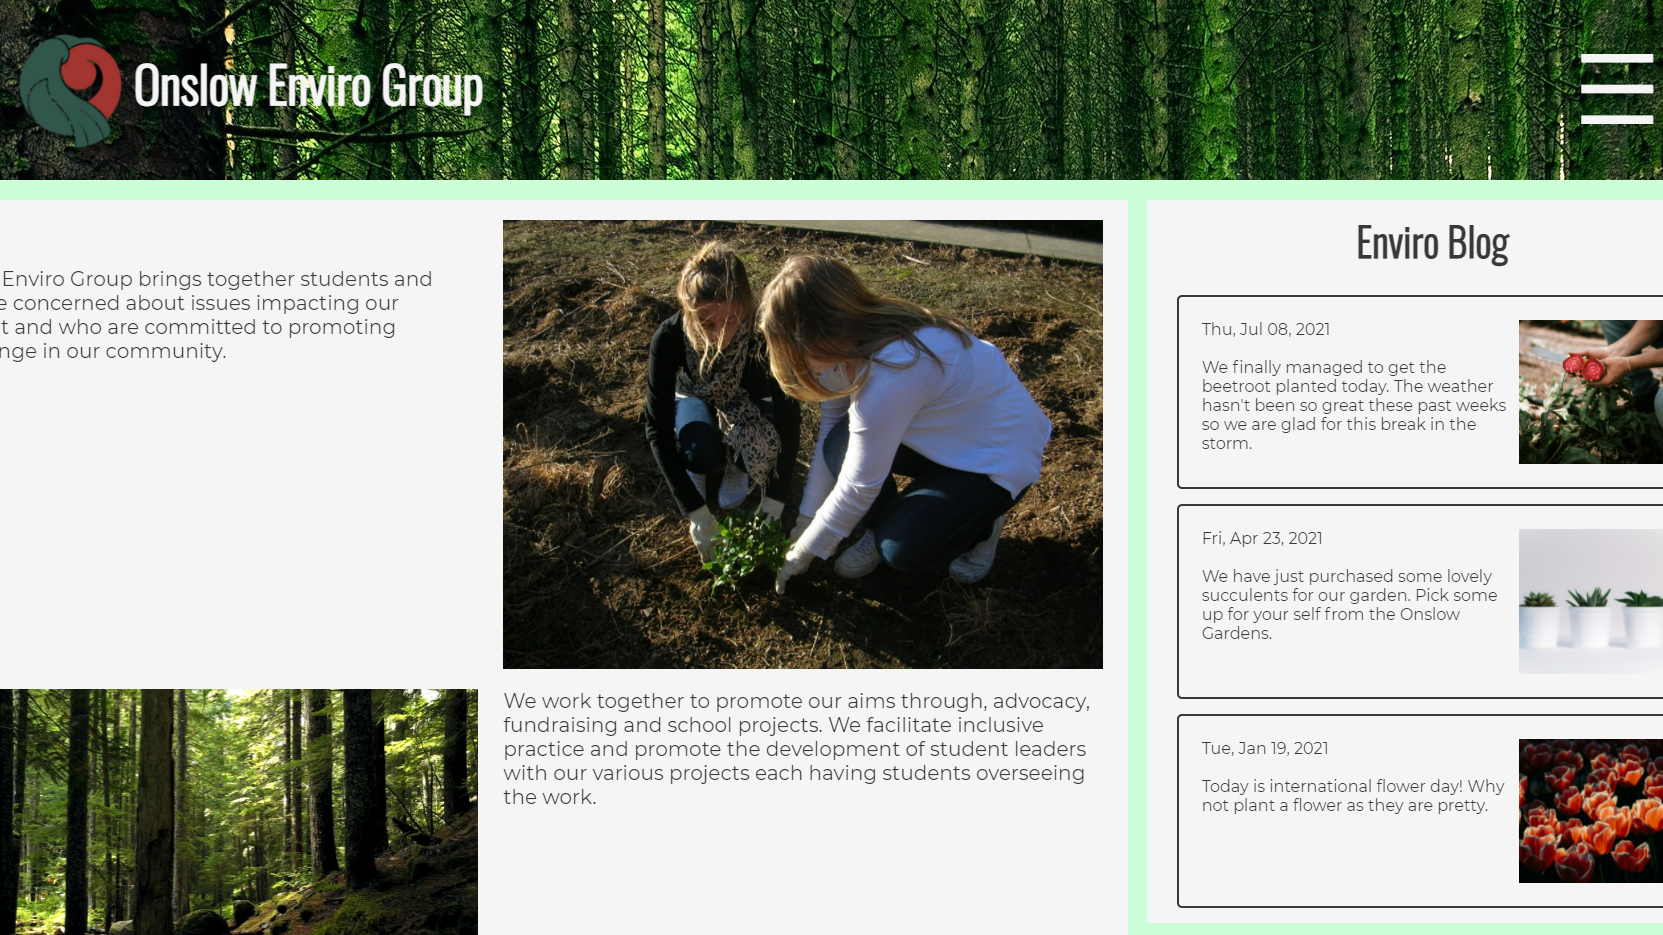 Onslow Enviro Group
Enviro Group brings together students and
concerned about issues impacting our
and who are committed to promoting
in our community.
We work together to promote our aims through, advocacy,
fundraising and school projects. We facilitate inclusive
practice and promote the development of student leaders
with our various projects each having students overseeing
the work.
Enviro Blog
Thu, Jul 08, 2021
We finally managed to get the
beetroot planted today. The weather
hasn't been so great these past weeks
so we are glad for this break in the
storm.
Fri, Apr 23, 2021
We have just purchased some lovely
succulents for our garden. Pick some
up for your self from the Onslow
Gardens.
Tue, Jan 19, 2021
Today is international flower day! Why
not plant a flower as they are pretty.